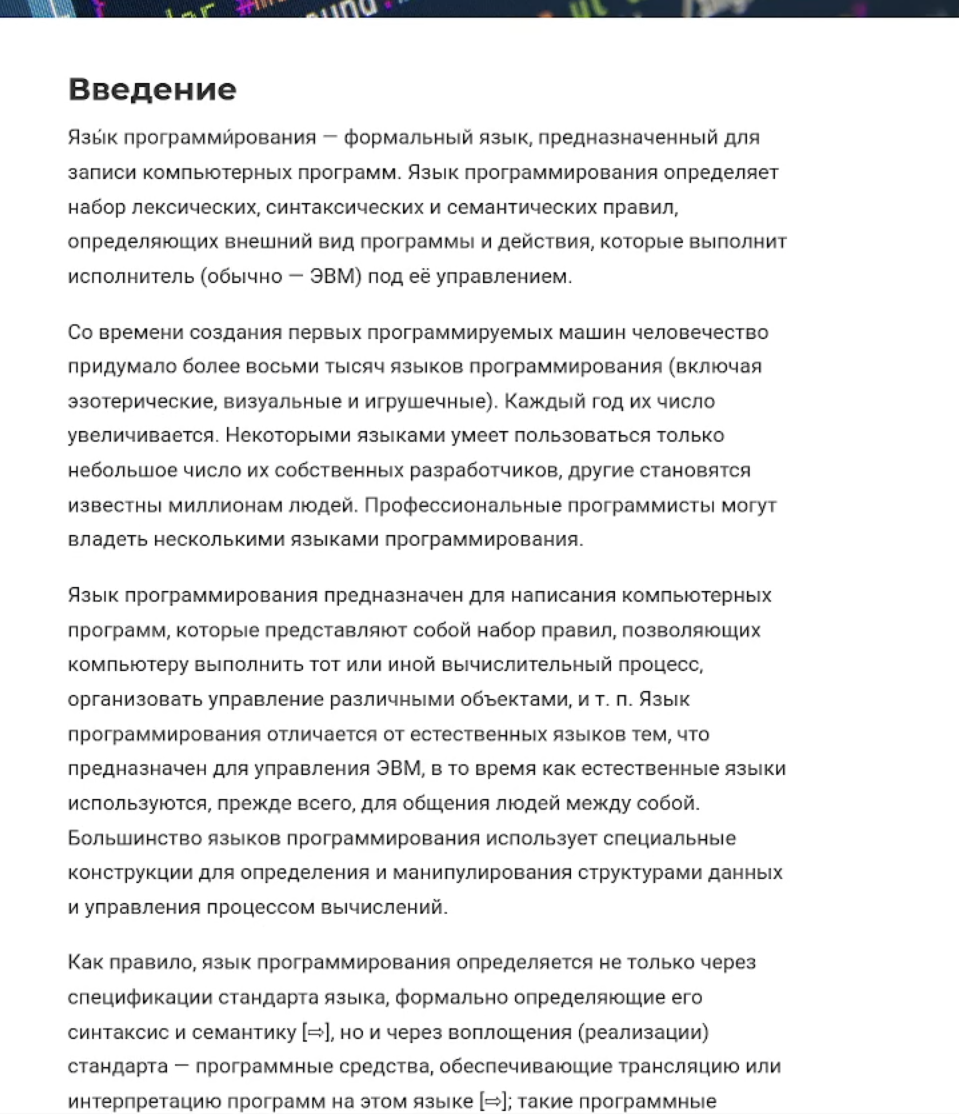 Введение
Язы́к программи́рования — формальный язык, предназначенный для
записи компьютерных программ. Язык программирования определяет
набор лексических, синтаксических и семантических правил,
определяющих внешний вид программы и действия, которые выполнит
исполнитель (обычно — ЭВМ) под её управлением.
Со времени создания первых программируемых машин человечество
придумало более восьми тысяч языков программирования (включая
эзотерические, визуальные и игрушечные). Каждый год их число
увеличивается. Некоторыми языками умеет пользоваться только
небольшое число их собственных разработчиков, другие становятся
известны миллионам людей. Профессиональные программисты могут
владеть несколькими языками программирования.
Язык программирования предназначен для написания компьютерных
программ, которые представляют собой набор правил, позволяющих
компьютеру выполнить тот или иной вычислительный процесс,
организовать управление различными объектами, и т. п. Язык
программирования отличается от естественных языков тем, что
предназначен для управления ЭВМ, в то время как естественные языки
используются, прежде всего, для общения людей между собой.
Большинство языков программирования использует специальные
конструкции для определения и манипулирования структурами данных
и управления процессом вычислений.
Как правило, язык программирования определяется не только через
спецификации стандарта языка, формально определяющие его
синтаксис и семантику [⇨], но и через воплощения (реализации)
стандарта — программные средства, обеспечивающие трансляцию или
интерпретацию программ на этом языке [⇨]; такие программные